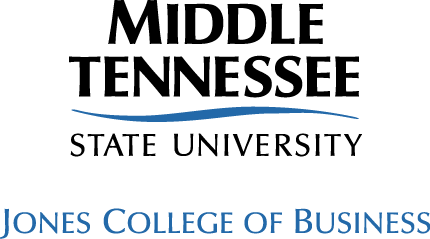 MIDDLE
TENNESSEE
STATE UNIVERSITY
JONES COLLEGE OF BUSINESS